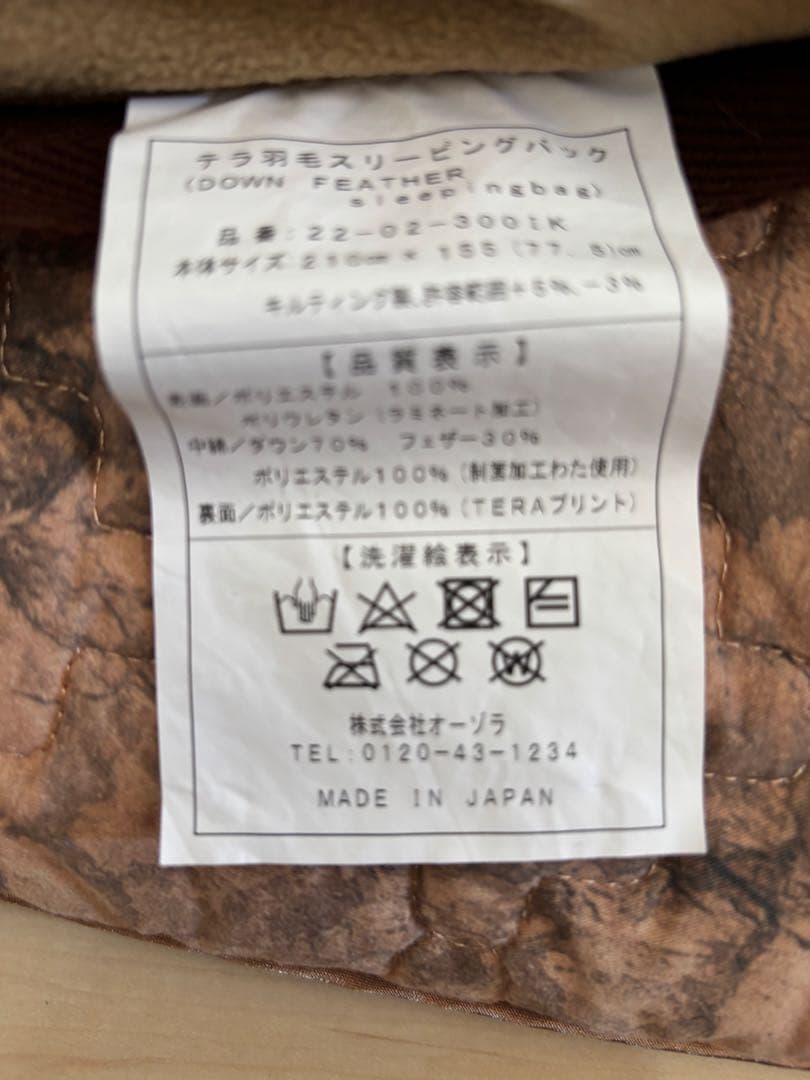 テラ羽毛スリーピングバック
(DOWN FEATHER
sleepingbag)
品番:22-02-3001K
本体サイズ 210cm × 155 (77.5)cm
キルティング製、許容範囲+5%、-3%
【品質表示】
表面/ポリエステル 100%
ポリウレタン(ラミネート加工)
中綿/ダウン70% フェザー30%
ポリエステル100%(制菌加工わた使用)
裏面/ポリエステル100%(TERAプリント)
【洗濯絵表示】
W
株式会社オーゾラ
TEL:0120-43-1234
MADE IN JAPAN